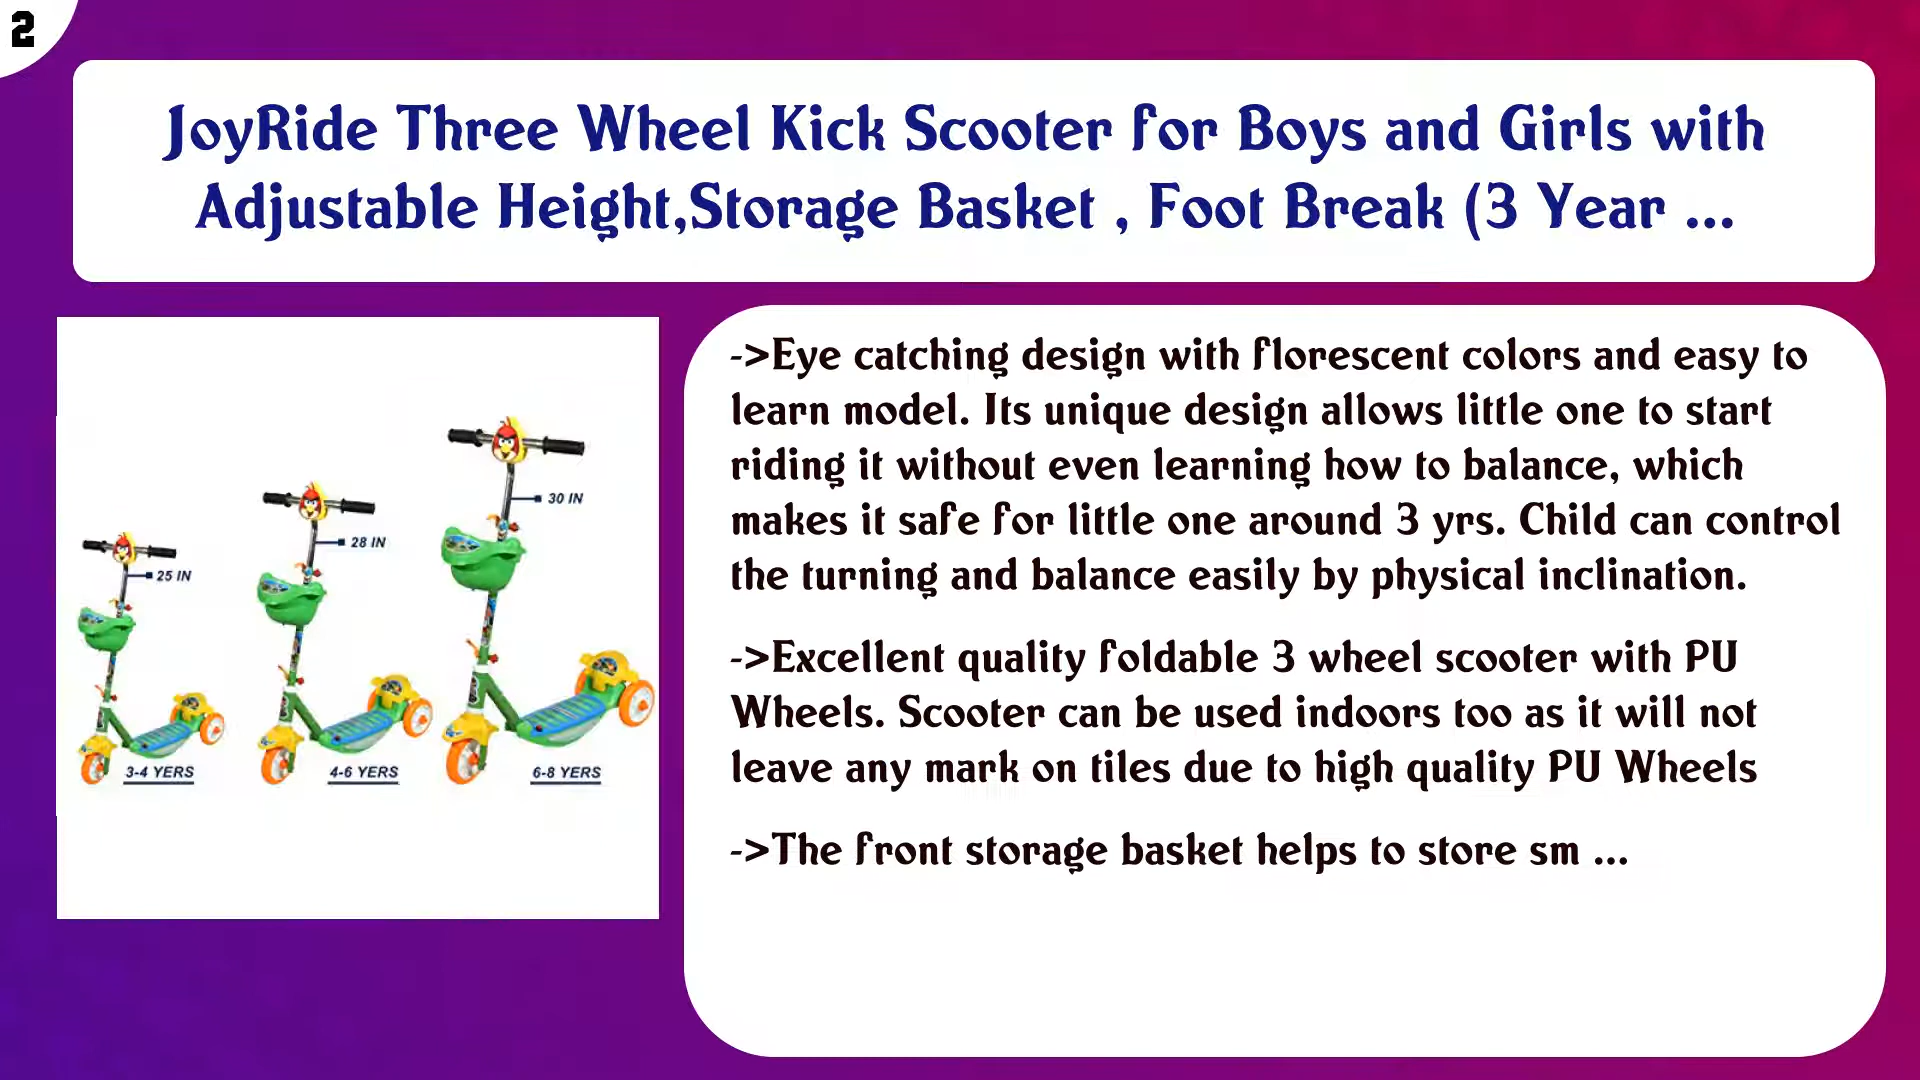 2
JoyRide Three Wheel Kick Scooter for Boys and Girls with
Adjustable Height,Storage Basket , Foot Break (3 Year ...
30 IN
28 IN
25 IN
3-4 YERS
4-6 YERS
6-8 YERS
->Eye catching design with florescent colors and easy to
learn model. Its unique design allows little one to start
riding it without even learning how to balance, which
makes it safe for little one around 3 yrs. Child can control
the turning and balance easily by physical inclination.
->Excellent quality foldable 3 wheel scooter with PU
Wheels. Scooter can be used indoors too as it will not
leave any mark on tiles due to high quality PU Wheels
->The front storage basket helps to store sm ...